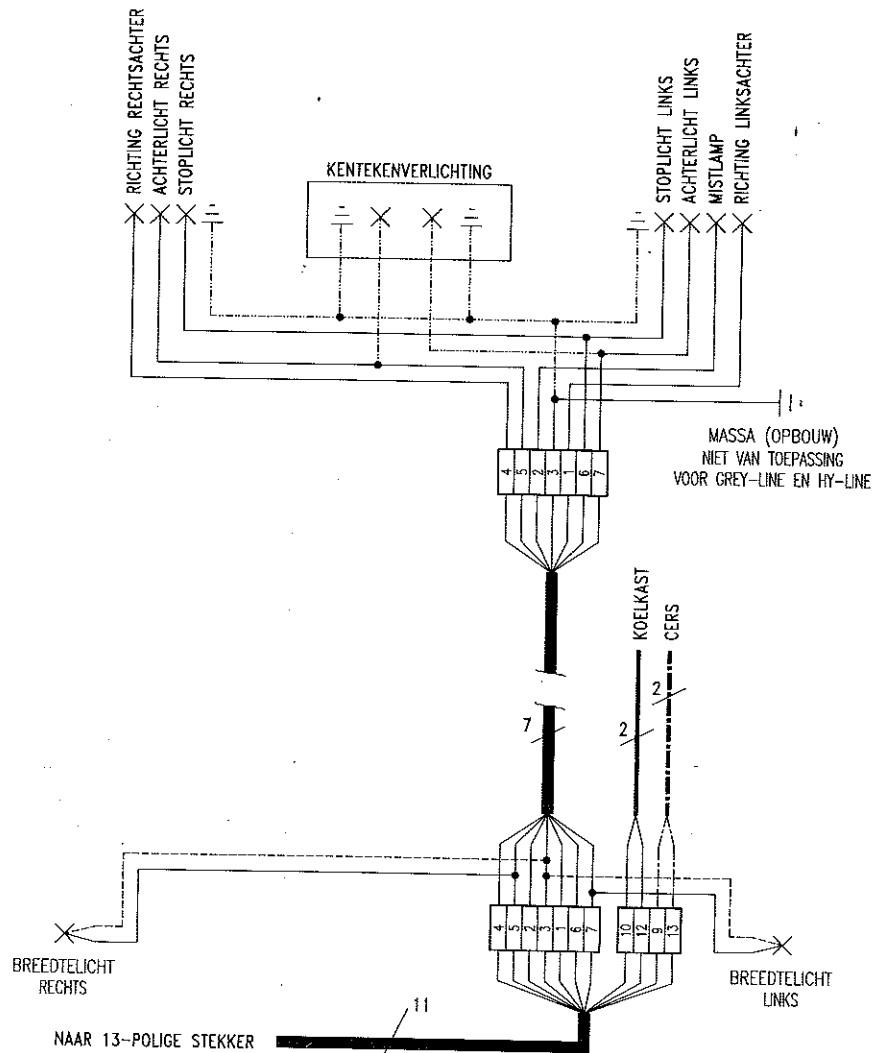 RICHTING RECHTSACHTER
ACHTERLICHT RECHTS
STOPLICHT RECHTS
KENTEKENVERLICHTING
STOPLICHT LINKS
ACHTERLICHT LINKS
MISTLAMP
RICHTING LINKSACHTER
4 5 2 3 1 6 7
MASSA (OPBOUW)
NIET VAN TOEPASSING
VOOR GREY-LINE EN HY-LINE
KOELKAST
CERS
7
2
2
4 5 2 3 1 6 7
10 12 9 13
BREEDTELICHT
RECHTS
BREEDTELICHT
LINKS
11
NAAR 13-POLIGE STEKKER